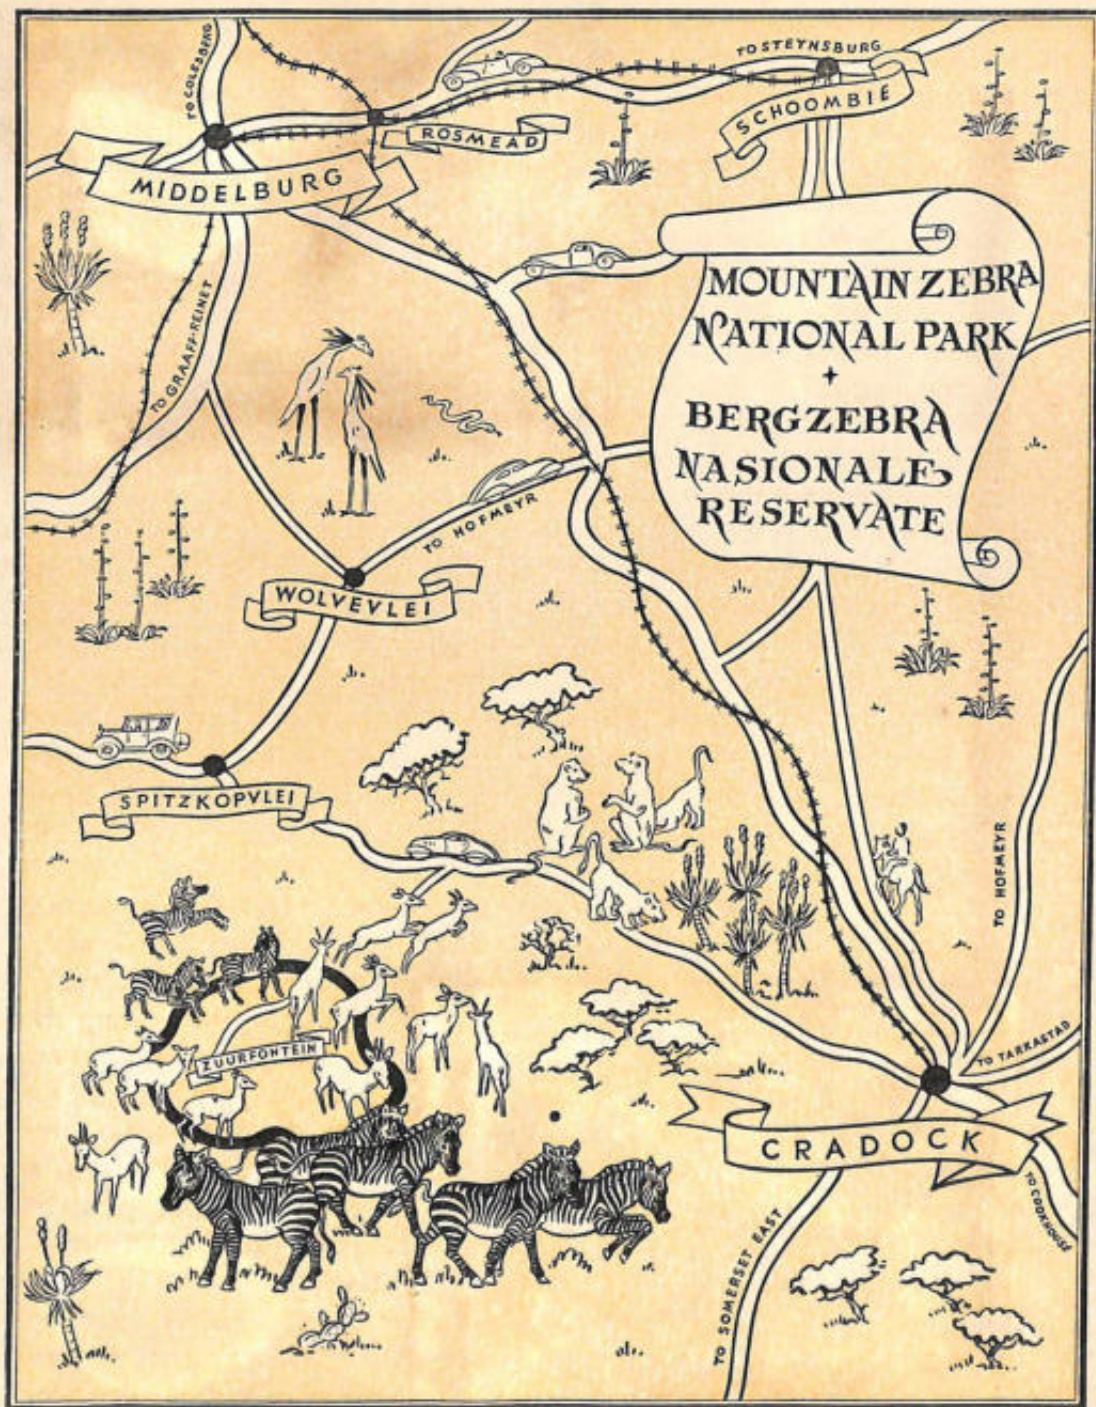 TO COLESBERG
TO STEYNSBURG
SCHOOMBIE
ROSMEAD
MIDDELBURG
MOUNTAIN ZEBRA
NATIONAL PARK
+
BERGZEBRA
NASIONALE
RESERVATE
TO GRAAFF-REINET
TO HOFMEYR
WOLVEVLEI
SPITZKOPVLEI
TO HOFMEYR
ZUURFONTEIN
TO TARKASTAD
CRADOCK
TO COOKHOUSE
TO SOMERSET EAST